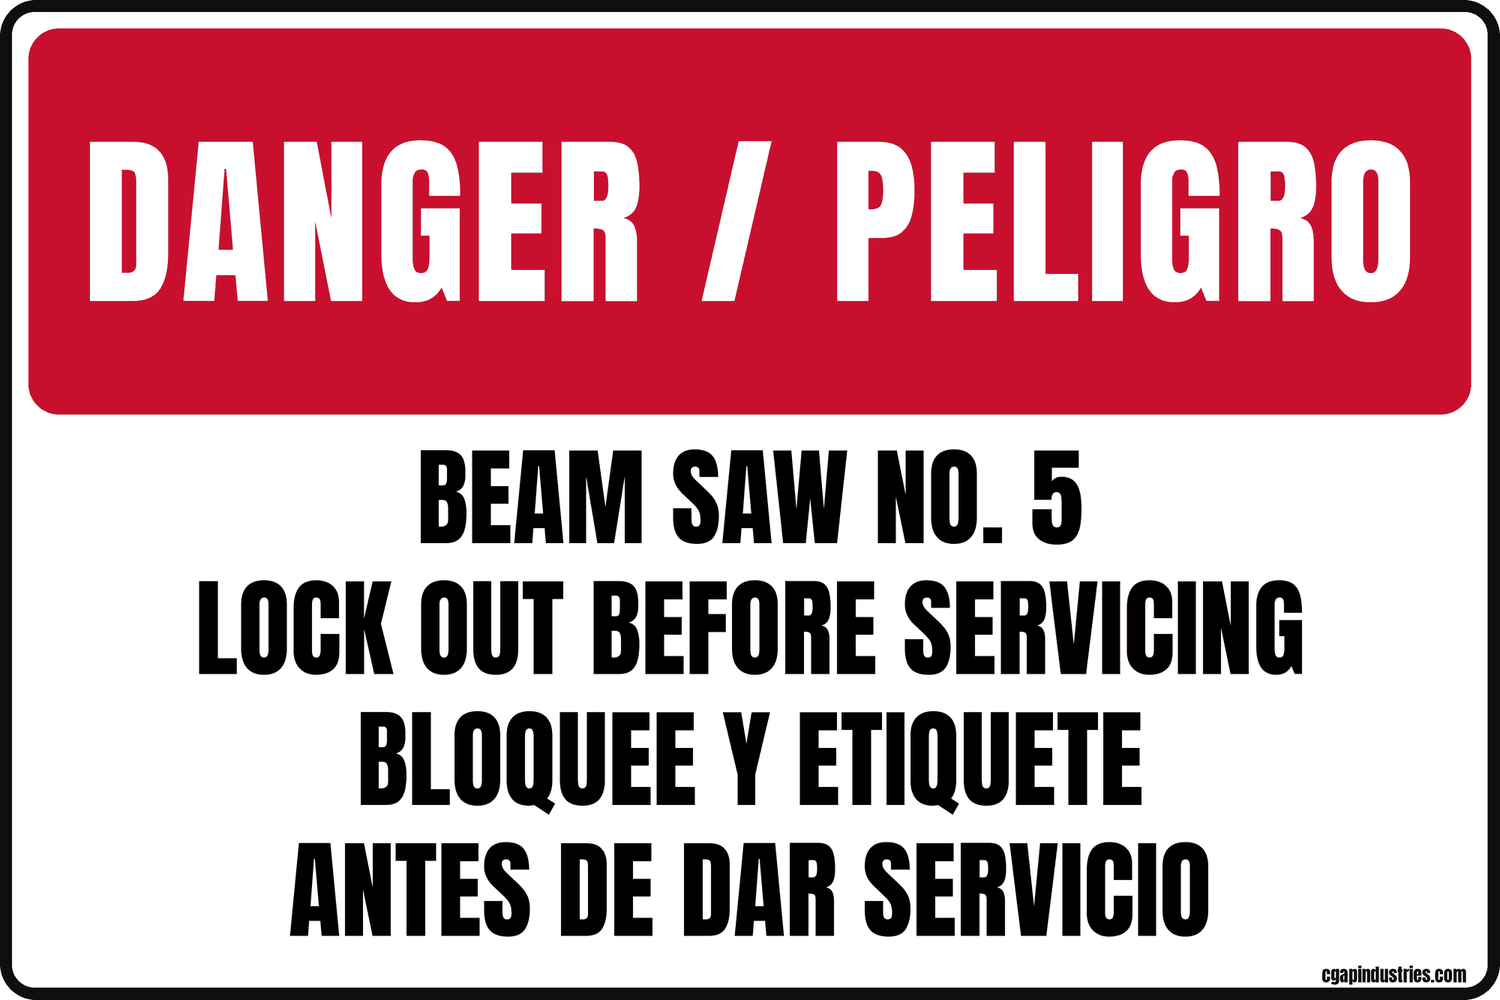 DANGER / PELIGRO
BEAM SAW NO. 5
LOCK OUT BEFORE SERVICING
BLOQUEE Y ETIQUETE
ANTES DE DAR SERVICIO
cgapindustries.com